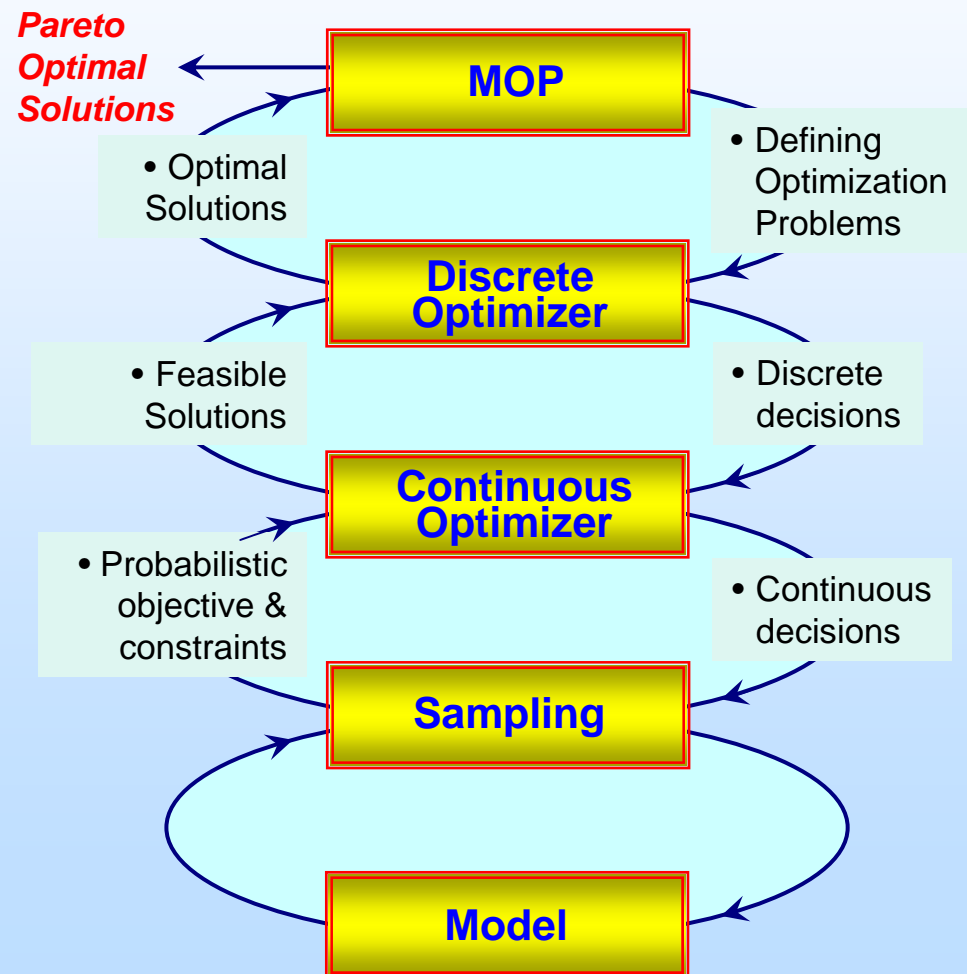 Pareto
Optimal
Solutions
MOP
• Optimal
Solutions
• Defining
Optimization
Problems
Discrete
Optimizer
• Feasible
Solutions
• Discrete
decisions
Continuous
Optimizer
• Probabilistic
objective &
constraints
• Continuous
decisions
Sampling
Model